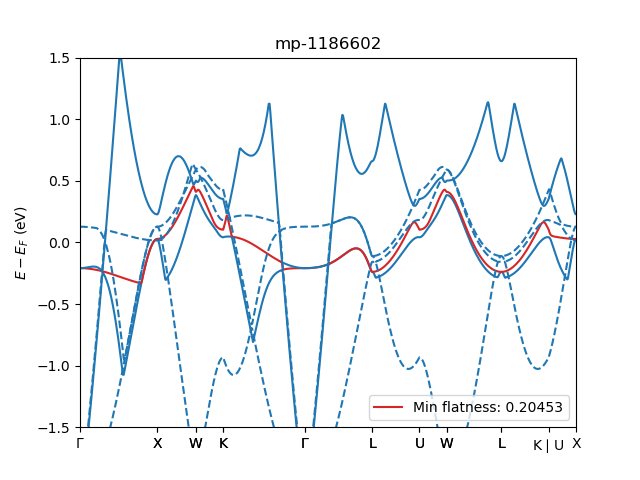 mp-1186602
E − E_F (eV)
1.5
1.0
0.5
0.0
−0.5
−1.0
−1.5
Min flatness: 0.20453
Γ X W K Γ L U W L K | U X